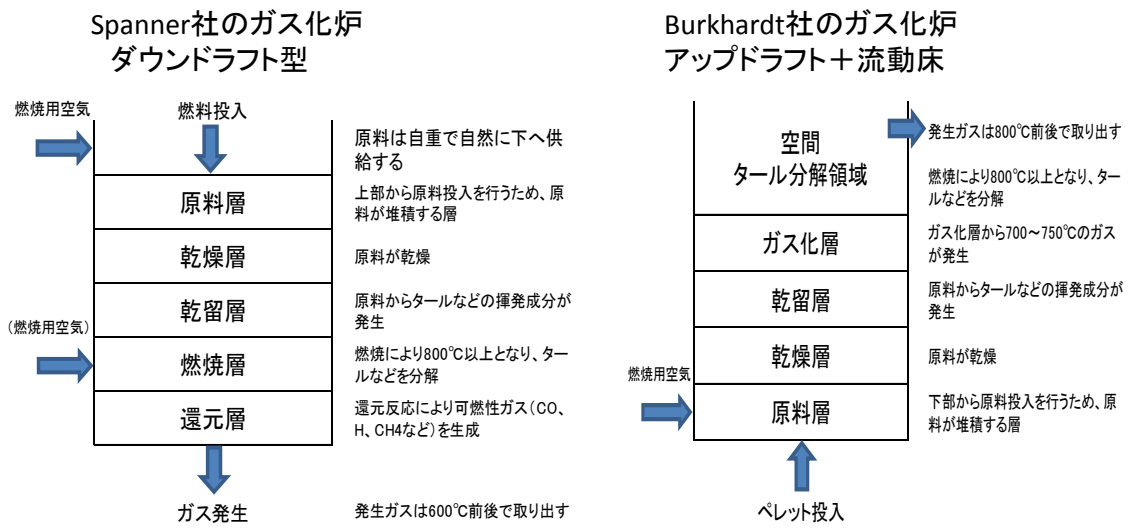 Spanner社のガス化炉
ダウンドラフト型
燃焼用空気
燃料投入
原料は自重で自然に下へ供
給する
原料層
上部から原料投入を行うため、原
料が堆積する層
乾燥層
原料が乾燥
乾留層
原料からタールなどの揮発成分が
発生
(燃焼用空気)
燃焼層
燃焼により800℃以上となり、ター
ルなどを分解
還元層
還元反応により可燃性ガス(CO、
H、CH4など)を生成
ガス発生
発生ガスは600℃前後で取り出す
Burkhardt社のガス化炉
アップドラフト＋流動床
空間
タール分解領域
発生ガスは800℃前後で取り出す
燃焼により800℃以上となり、ター
ルなどを分解
ガス化層
ガス化層から700～750℃のガス
が発生
乾留層
原料からタールなどの揮発成分が
発生
乾燥層
原料が乾燥
燃焼用空気
原料層
下部から原料投入を行うため、原
料が堆積する層
ペレット投入